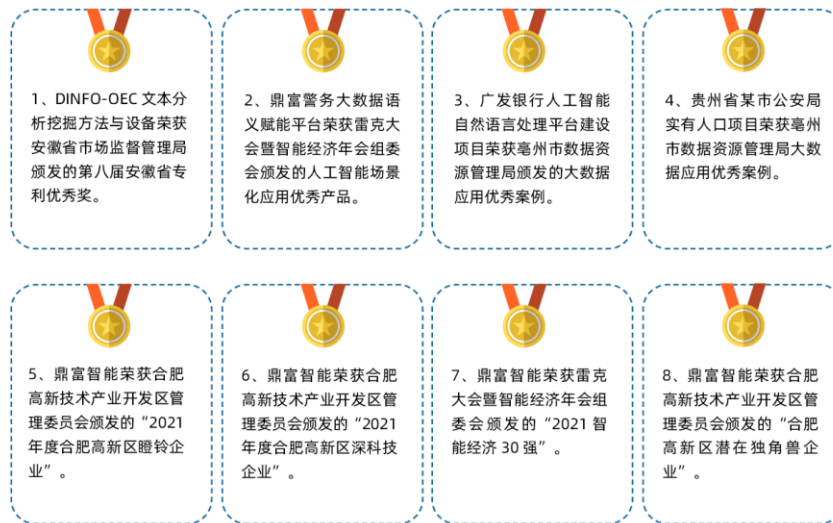 1、DINFO-OEC 文本分
析挖掘方法与设备荣获
安徽省市场监督管理局
颁发的第八届安徽省专
利优秀奖。
2、鼎富警务大数据语
义赋能平台荣获雷克大
会暨智能经济年会组委
会颁发的人工智能场景
化应用优秀产品。
3、广发银行人工智能
自然语言处理平台建设
项目荣获亳州市数据资
源管理局颁发的大数据
应用优秀案例。
4、贵州省某市公安局
实有人口项目荣获亳州
市数据资源管理局大数
据应用优秀案例。
5、鼎富智能荣获合肥
高新技术产业开发区管
理委员会颁发的“2021
年度合肥高新区瞪铃企
业”。
6、鼎富智能荣获合肥
高新技术产业开发区管
理委员会颁发的“2021
年度合肥高新区深科技
企业”。
7、鼎富智能荣获雷克
大会暨智能经济年会组
委会颁发的“2021 智
能经济 30 强”。
8、鼎富智能荣获合肥
高新技术产业开发区管
理委员会颁发的“合肥
高新区潜在独角兽企
业”。